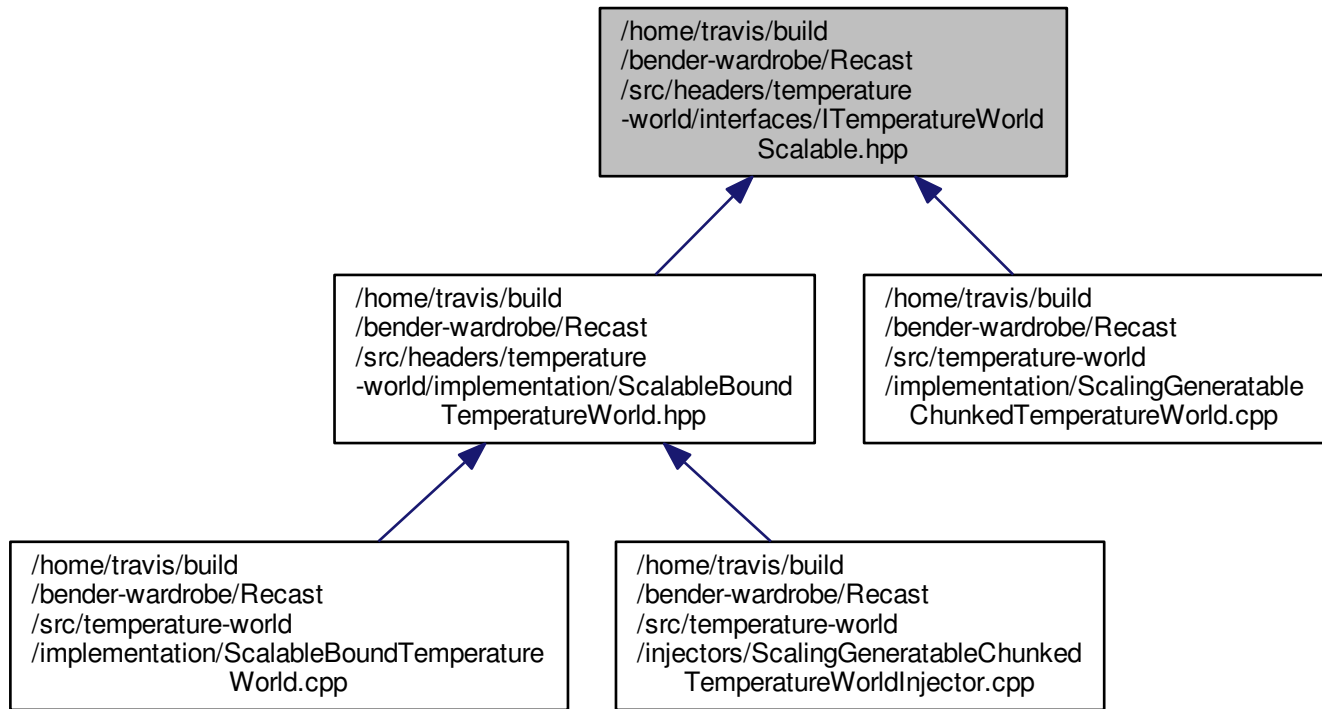 /home/travis/build
/bender-wardrobe/Recast
/src/headers/temperature
-world/interfaces/ITemperatureWorld
Scalable.hpp
/home/travis/build
/bender-wardrobe/Recast
/src/headers/temperature
-world/implementation/ScalableBound
TemperatureWorld.hpp
/home/travis/build
/bender-wardrobe/Recast
/src/temperature-world
/implementation/ScalingGeneratable
ChunkedTemperatureWorld.cpp
/home/travis/build
/bender-wardrobe/Recast
/src/temperature-world
/implementation/ScalableBoundTemperature
World.cpp
/home/travis/build
/bender-wardrobe/Recast
/src/temperature-world
/injectors/ScalingGeneratableChunked
TemperatureWorldInjector.cpp